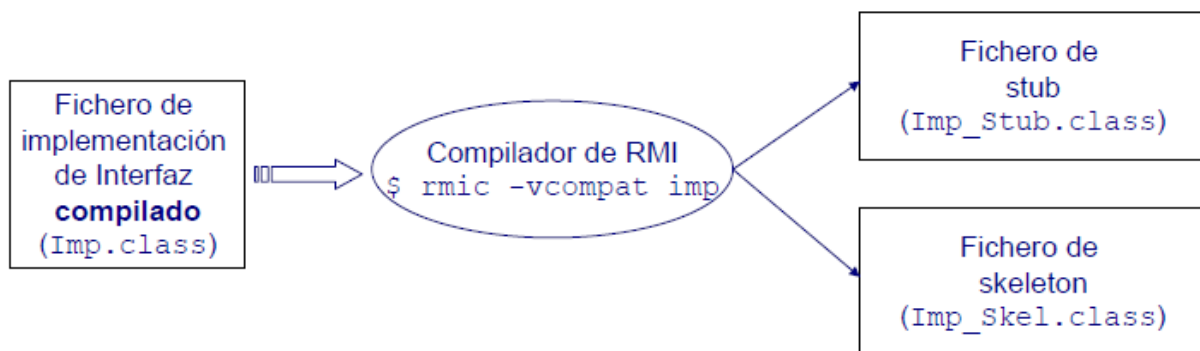 Fichero de
implementación
de Interfaz
compilado
(Imp.class)
Compilador de RMI
$ rmic -vcompat imp
Fichero de
stub
(Imp_Stub.class)
Fichero de
skeleton
(Imp_Skel.class)